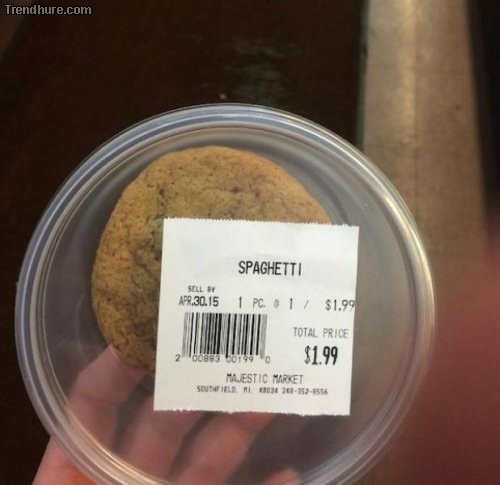 Trendhure.com
SPAGHETTI
SELL BY
APR.30.15 1 PC. @ 1 / $1.99
TOTAL PRICE
$1.99
2 00883 00199 0
MAJESTIC MARKET
SOUTHFIELD, MI. 48034 248-352-8556